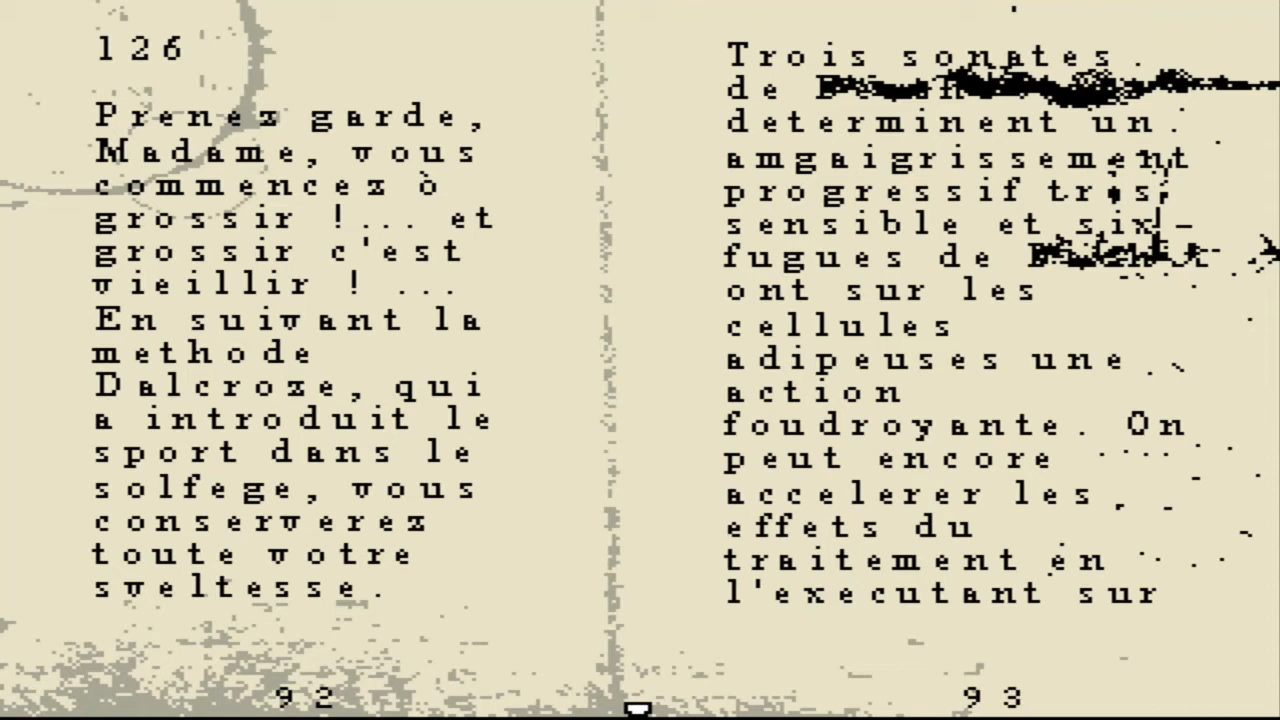 126
Prenez garde,
Madame, vous
commencez ò
grossir !... et
grossir c'est
vieillir ! ...
En suivant la
methode
Dalcroze, qui
a introduit le
sport dans le
solfege, vous
conserverez
toute votre
sveltesse.
92
Trois sonates
de
determinent un
amgaigrissement
progressif tres
sensible et six
fugues de
ont sur les
cellules
adipeuses une
action
foudroyante. On
peut encore
accelerer les
effets du
traitement en
l'executant sur
93